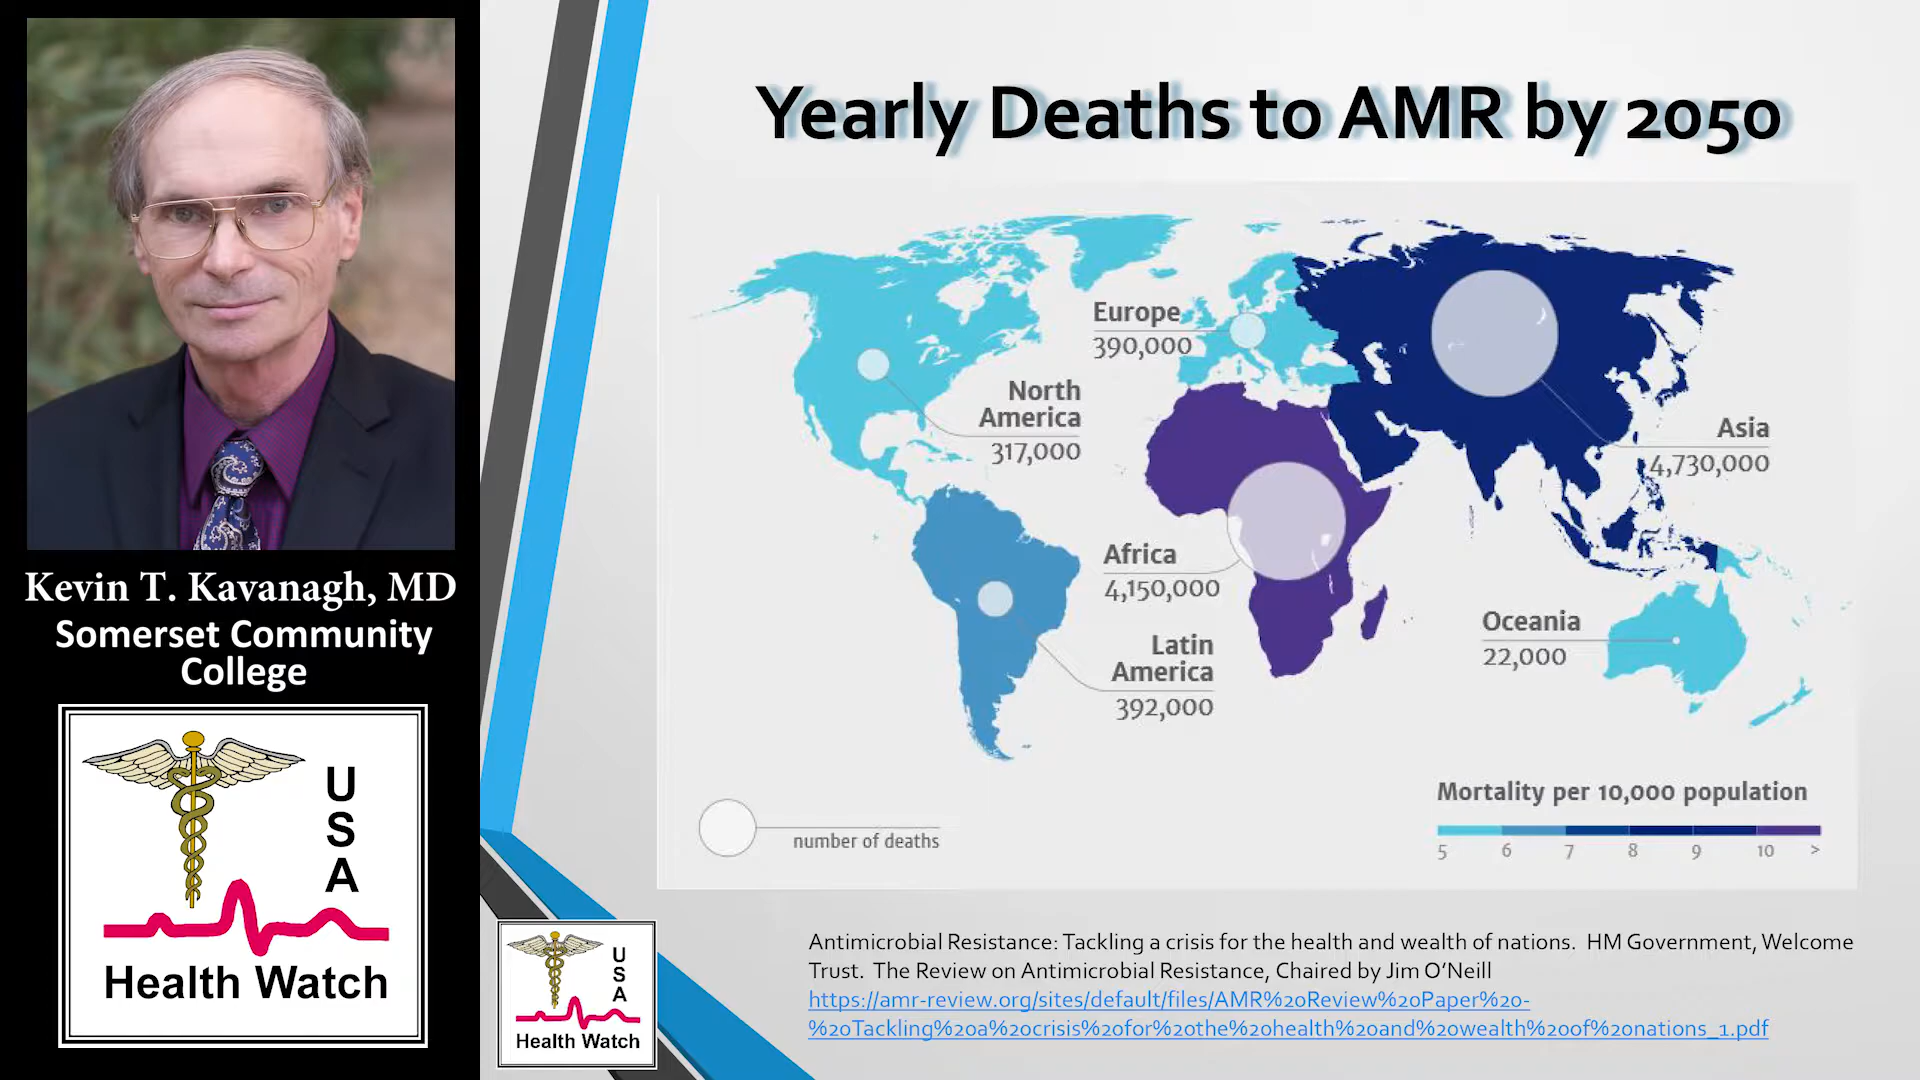 Kevin T. Kavanagh, MD
Somerset Community
College
USA
Health Watch
Yearly Deaths to AMR by 2050
Europe
390,000
North
America
317,000
Asia
4,730,000
Africa
4,150,000
Latin
America
392,000
Oceania
22,000
number of deaths
Mortality per 10,000 population
5 6 7 8 9 10 >
USA
Health Watch
Antimicrobial Resistance: Tackling a crisis for the health and wealth of nations. HM Government, Welcome
Trust. The Review on Antimicrobial Resistance, Chaired by Jim O’Neill
https://amr-review.org/sites/default/files/AMR%20Review%20Paper%20-
%20Tackling%20a%20crisis%20for%20the%20health%20and%20wealth%20of%20nations_1.pdf